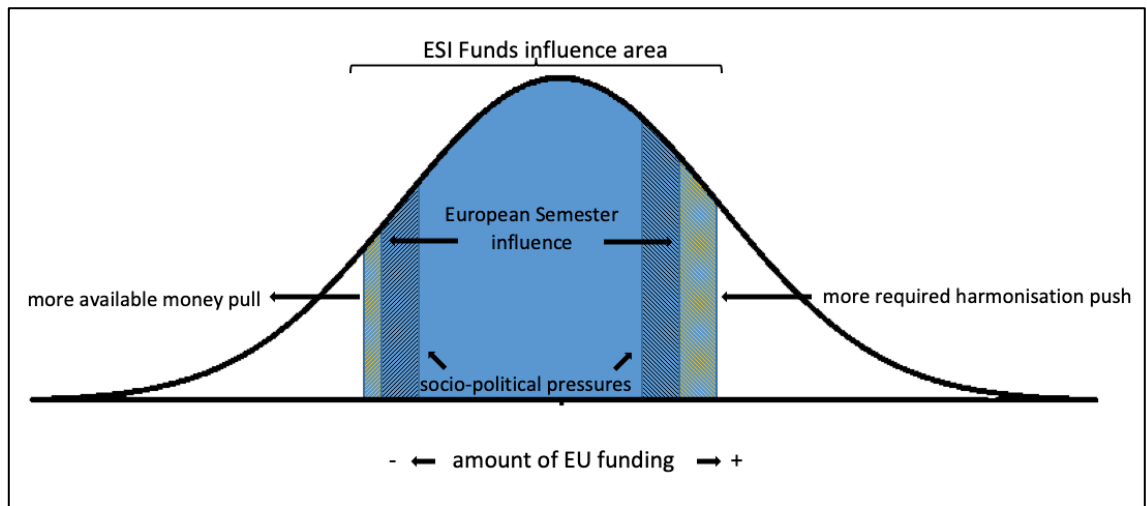 ESI Funds influence area
European Semester
influence
more available money pull
more required harmonisation push
socio-political pressures
- amount of EU funding +